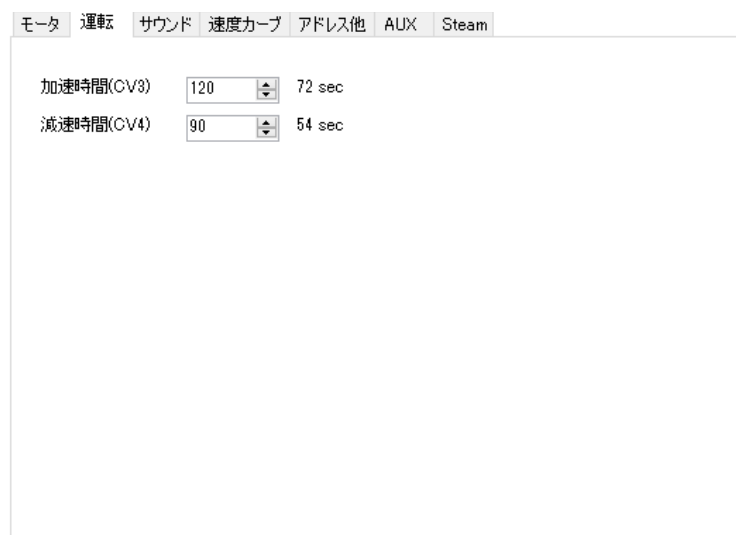 モータ 運転 サウンド 速度カーブ アドレス他 AUX Steam
加速時間(CV3) 120 72 sec
減速時間(CV4) 90 54 sec